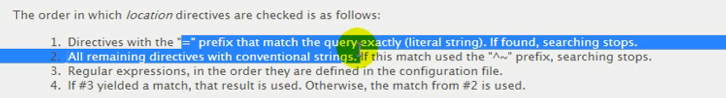 The order in which location directives are checked is as follows:
1. Directives with the "=" prefix that match the query exactly (literal string). If found, searching stops.
2. All remaining directives with conventional strings. If this match used the "^~" prefix, searching stops.
3. Regular expressions, in the order they are defined in the configuration file.
4. If #3 yielded a match, that result is used. Otherwise, the match from #2 is used.